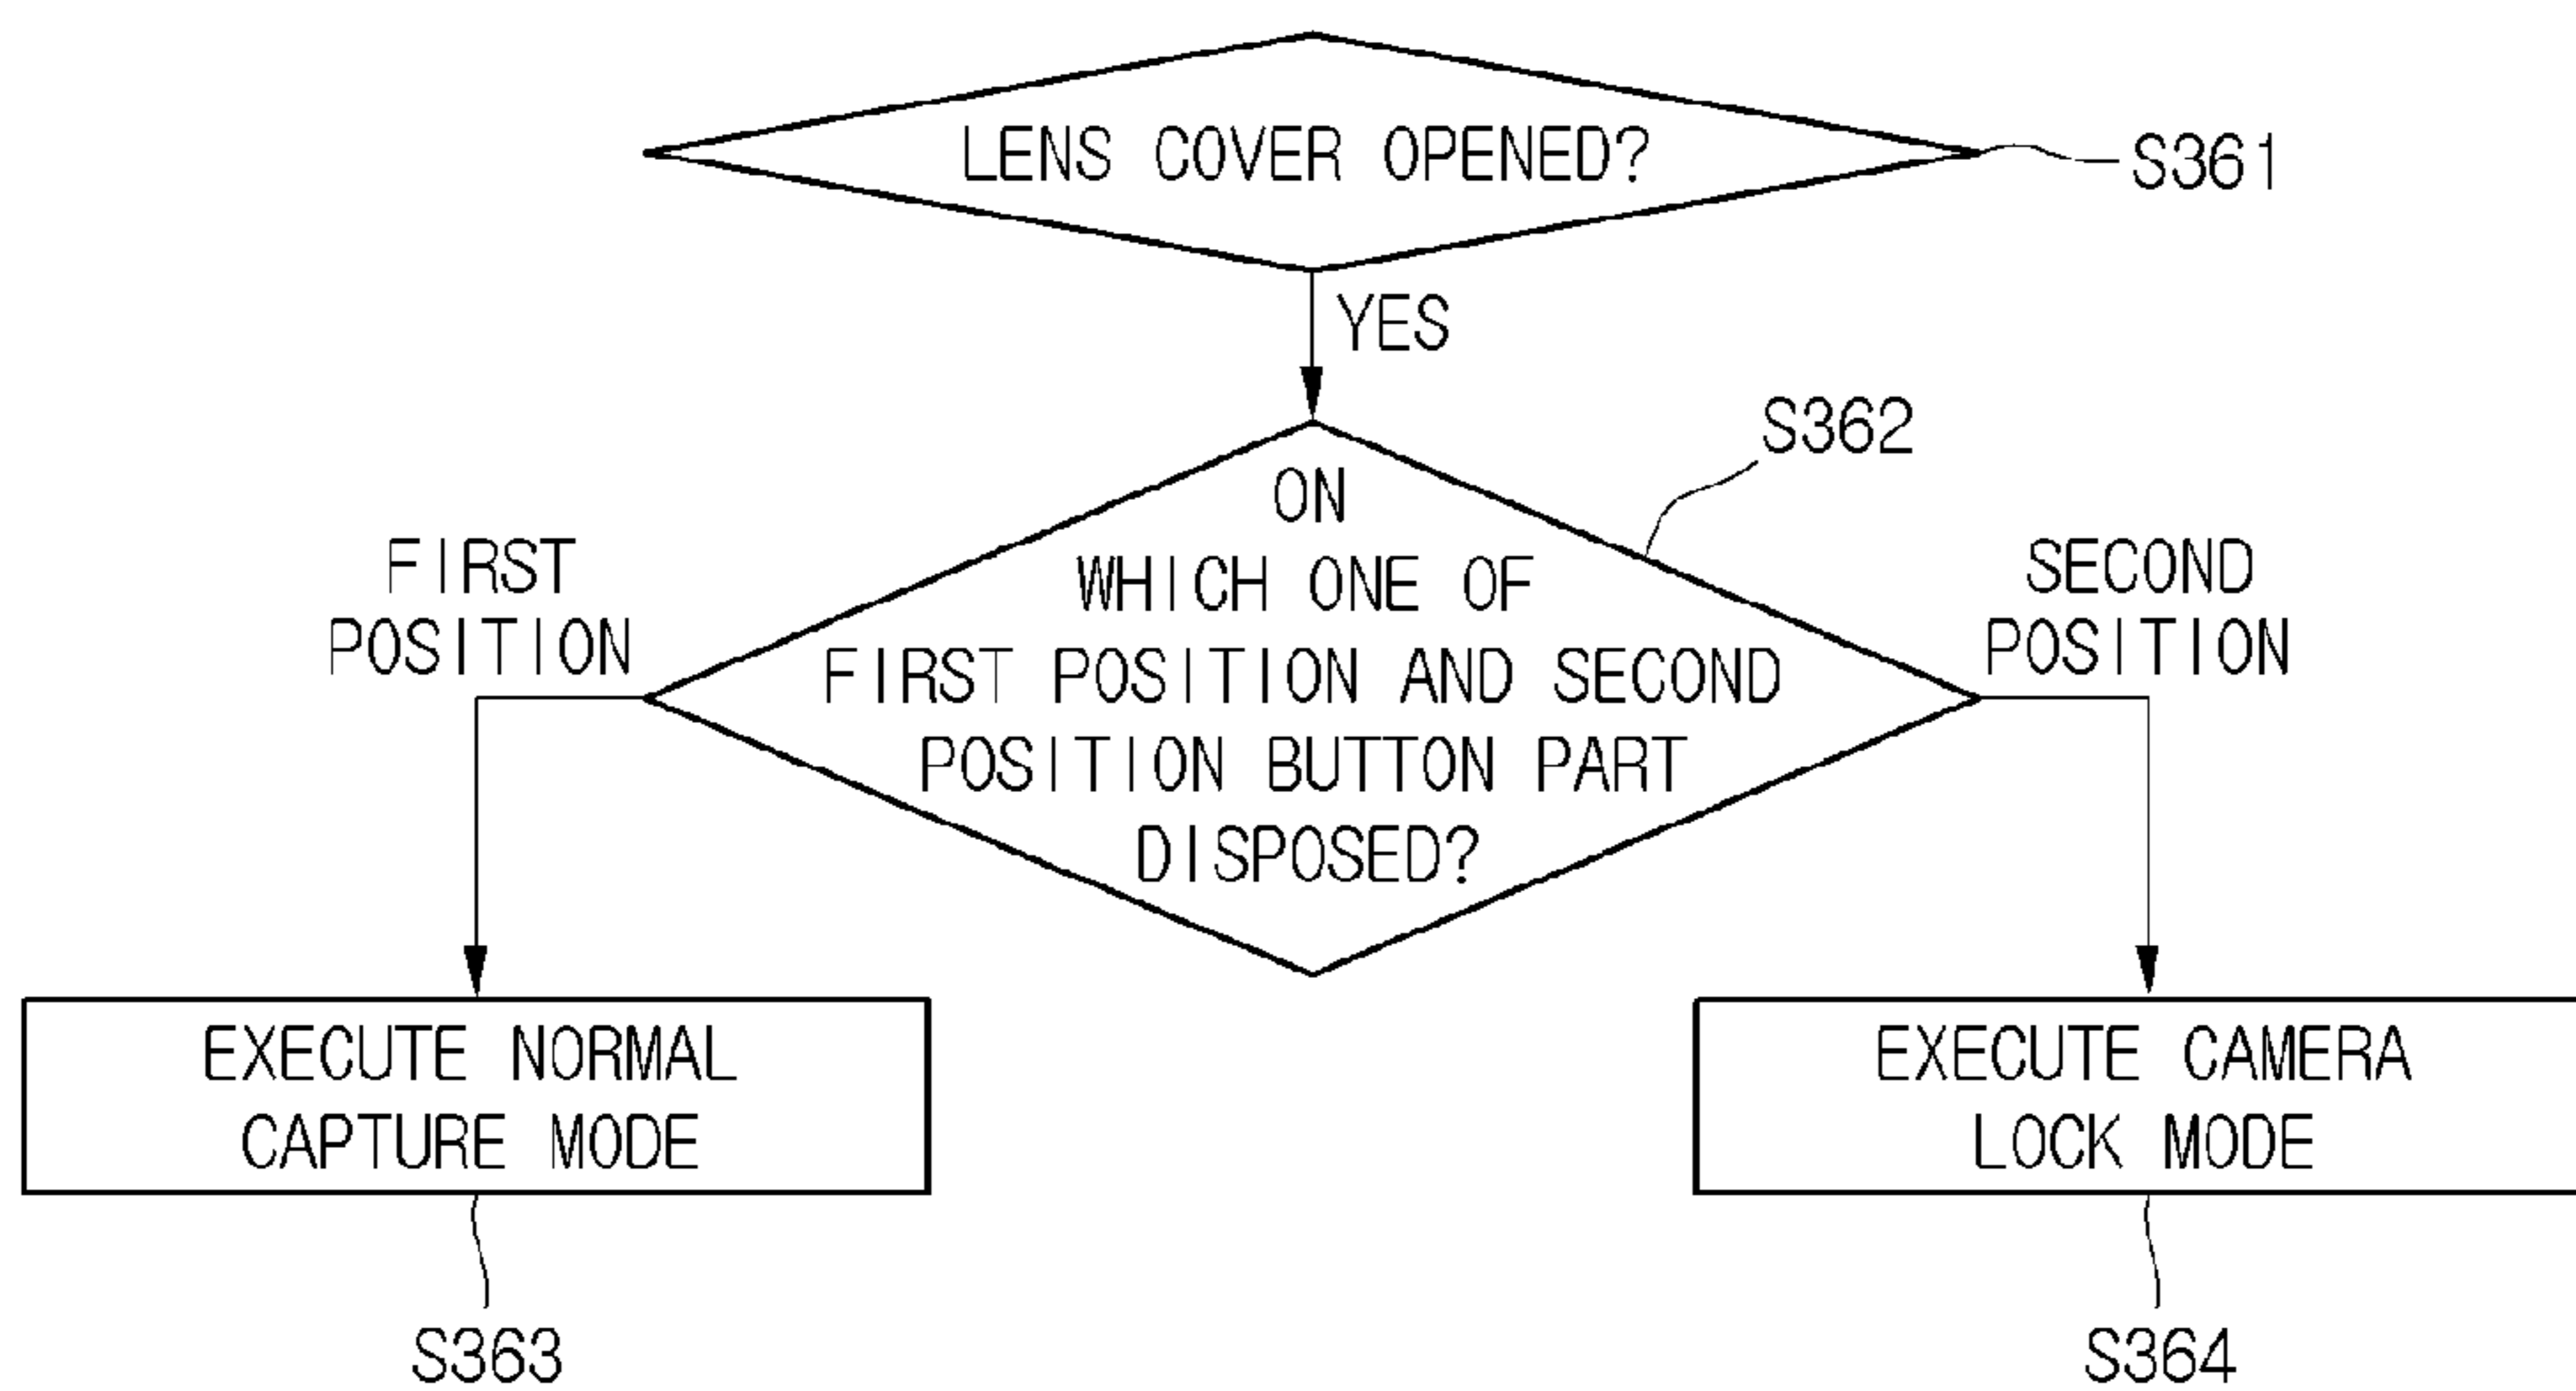 LENS COVER OPENED?
S361
YES
S362
ON
WHICH ONE OF
FIRST POSITION AND SECOND
POSITION BUTTON PART
DISPOSED?
FIRST
POSITION
SECOND
POSITION
EXECUTE NORMAL
CAPTURE MODE
EXECUTE CAMERA
LOCK MODE
S363
S364